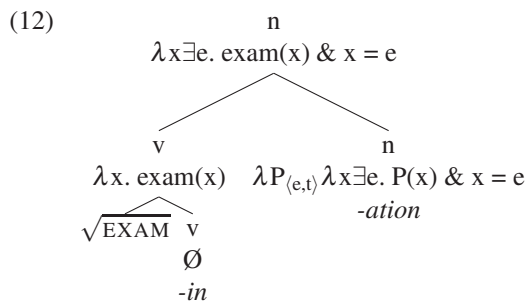 (12) n
λx∃e. exam(x) & x = e
v n
λx. exam(x) λP⟨e,t⟩λx∃e. P(x) & x = e
-ation
√EXAM v
Ø
-in